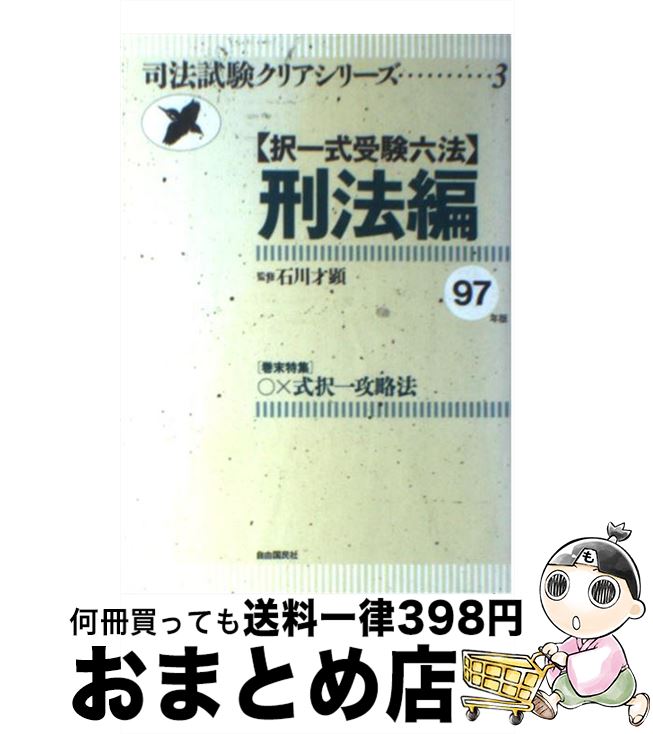 司法試験クリアシリーズ‥‥‥‥‥3
【択一式受験六法】
刑法編
監修 石川才顕
97年版
[巻末特集]
○×式択一攻略法
自由国民社
も
何冊買っても送料一律398円
おまとめ店